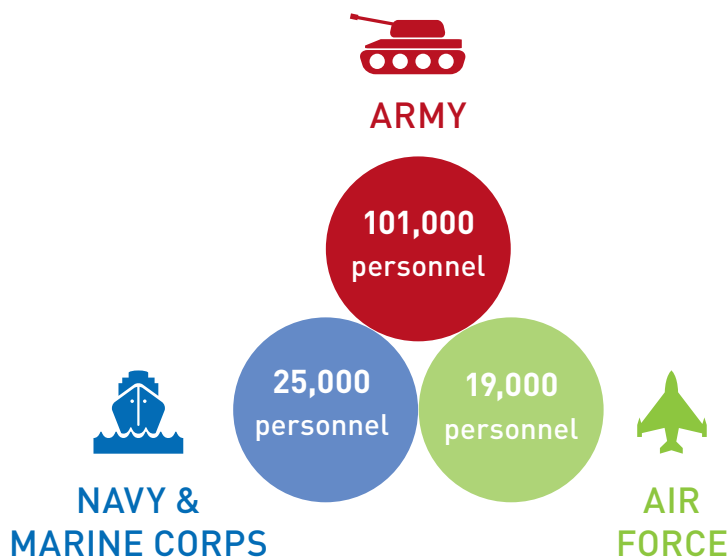 ARMY
101,000
personnel
25,000
personnel
19,000
personnel
NAVY &
MARINE CORPS
AIR
FORCE